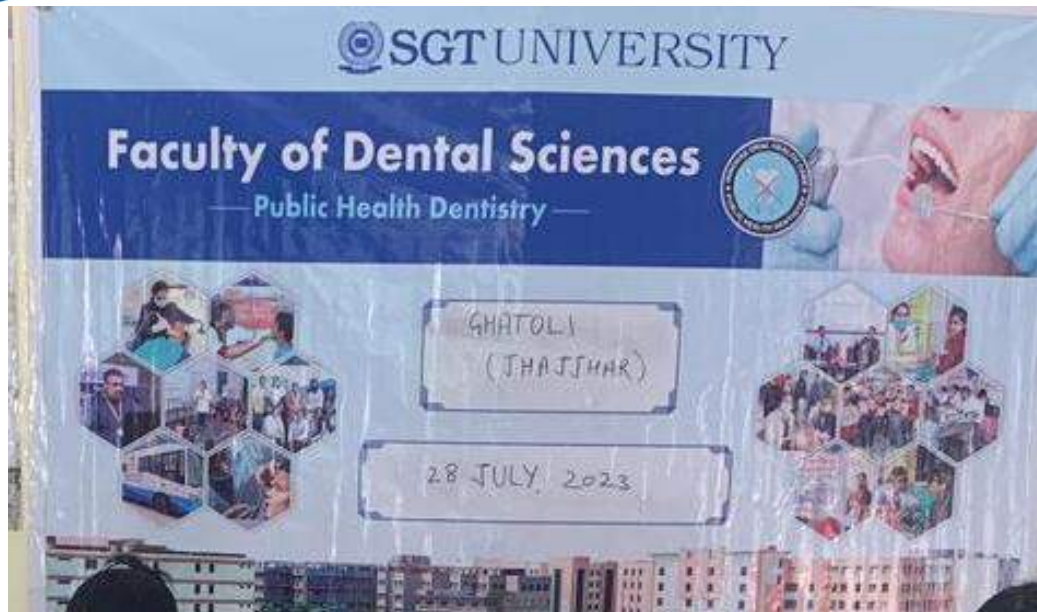 SGT UNIVERSITY
Faculty of Dental Sciences
Public Health Dentistry
GHATOLI
(JHAJJHAR)
28 JULY 2023